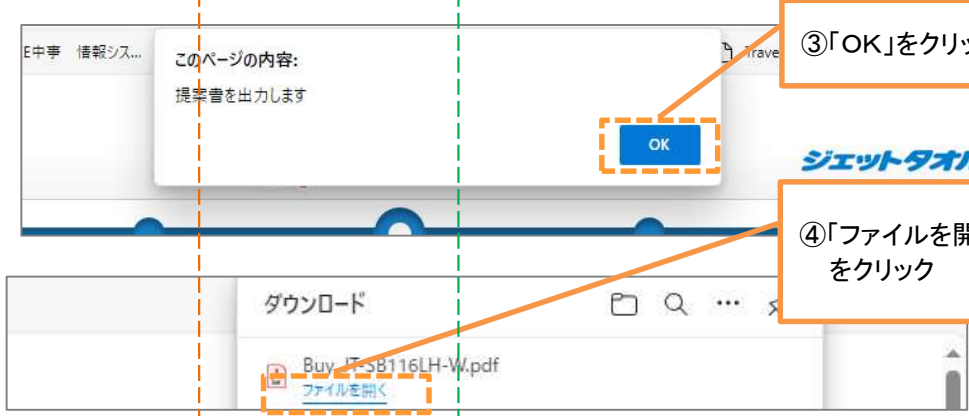 E中事 情報シス...
このページの内容:
提案書を出力します
OK
Trave
③「OK」をクリッ
ジェットタオル
④「ファイルを開
をクリック
ダウンロード
Buy_JT-SB116LH-W.pdf
ファイルを開く